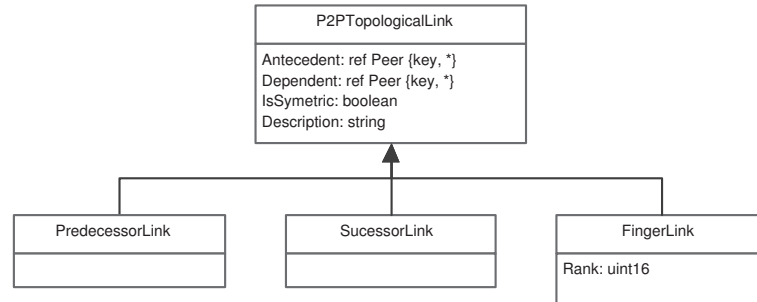 P2PTopologicalLink
Antecedent: ref Peer {key, *}
Dependent: ref Peer {key, *}
IsSymetric: boolean
Description: string
PredecessorLink
SucessorLink
FingerLink
Rank: uint16